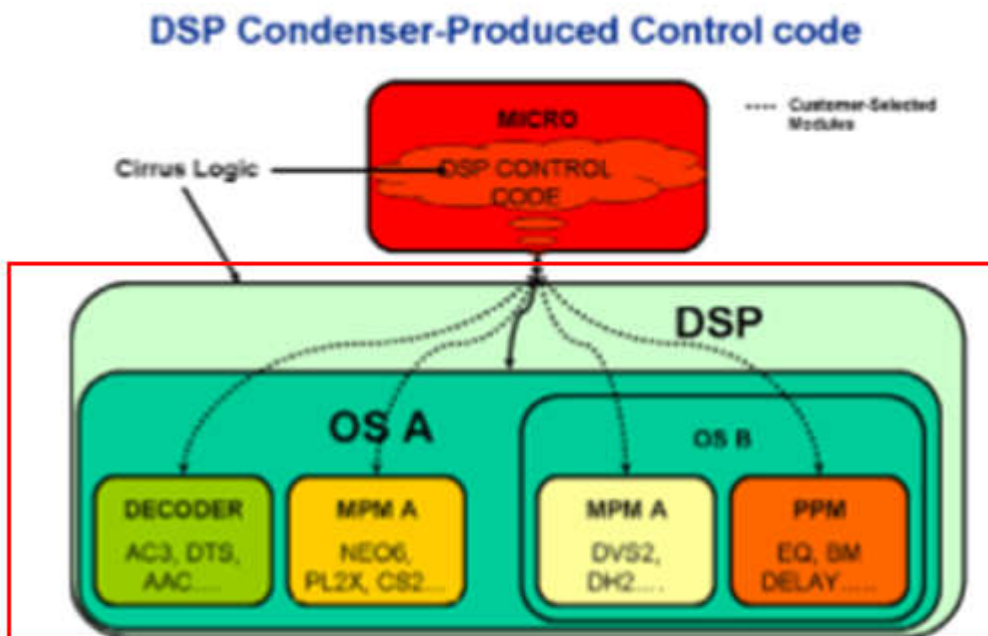 DSP Condenser-Produced Control code
MICRO
DSP CONTROL
CODE
Customer-Selected
Modules
Cirrus Logic
DSP
OS A
OS B
DECODER
AC3, DTS,
AAC....
MPM A
NEO6,
PL2X, CS2...
MPM A
DVS2,
DH2....
PPM
EQ, BM
DELAY.....